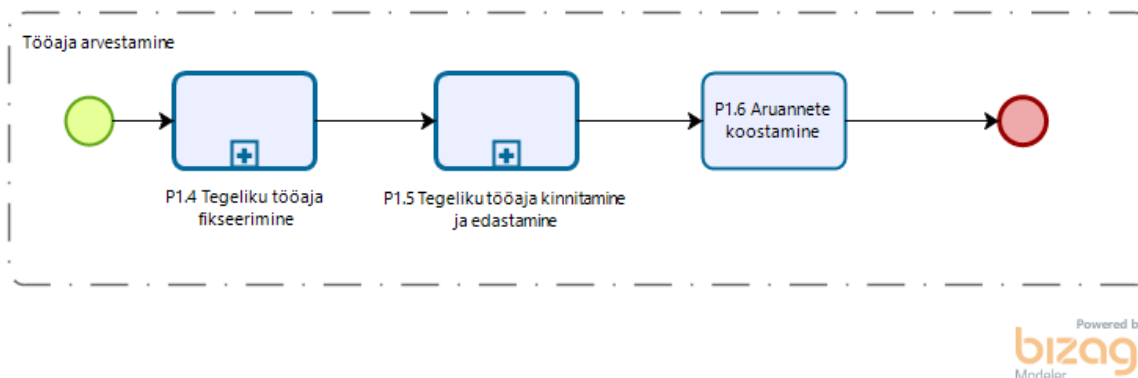 Tööaja arvestamine
P1.4 Tegeliku tööaja
fikseerimine
P1.5 Tegeliku tööaja kinnitamine
ja edastamine
P1.6 Aruannete
koostamine
Powered b
bizag
Modeler